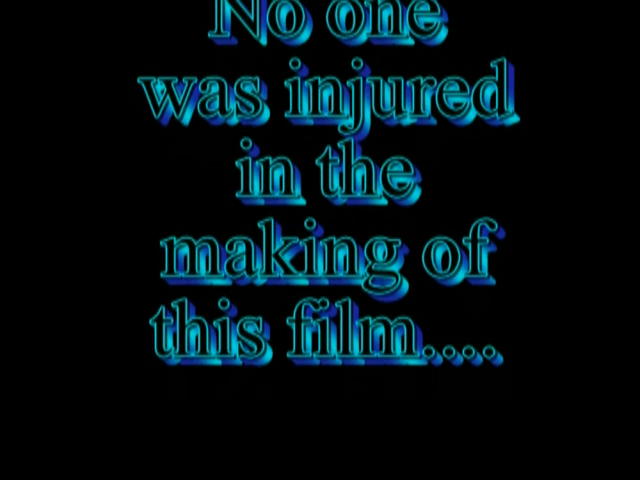 No one
was injured
in the
making of
this film....